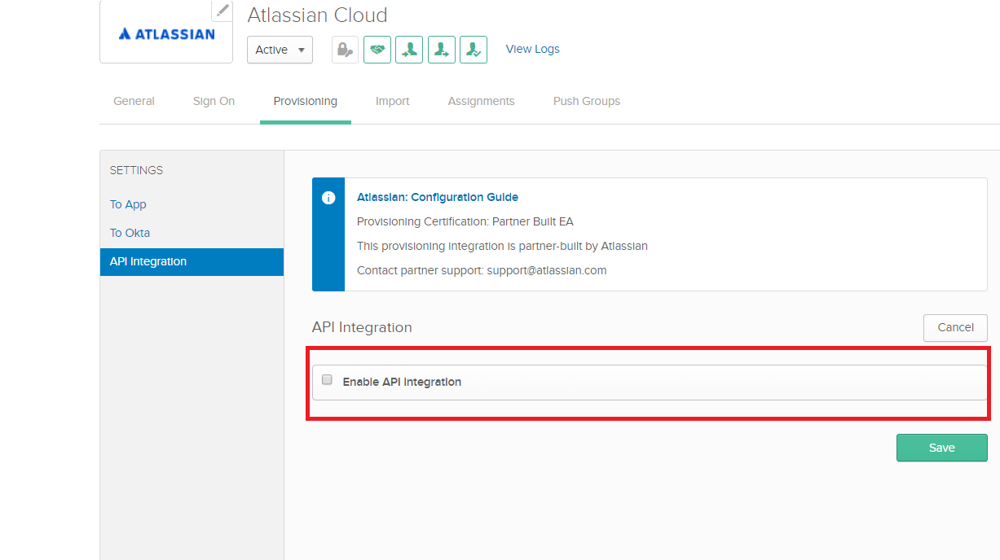 Atlassian Cloud
ATLASSIAN
Active
View Logs
General Sign On Provisioning Import Assignments Push Groups
SETTINGS
To App
To Okta
API Integration
Atlassian: Configuration Guide
Provisioning Certification: Partner Built EA
This provisioning integration is partner-built by Atlassian
Contact partner support: support@atlassian.com
API Integration
Cancel
Enable API Integration
Save